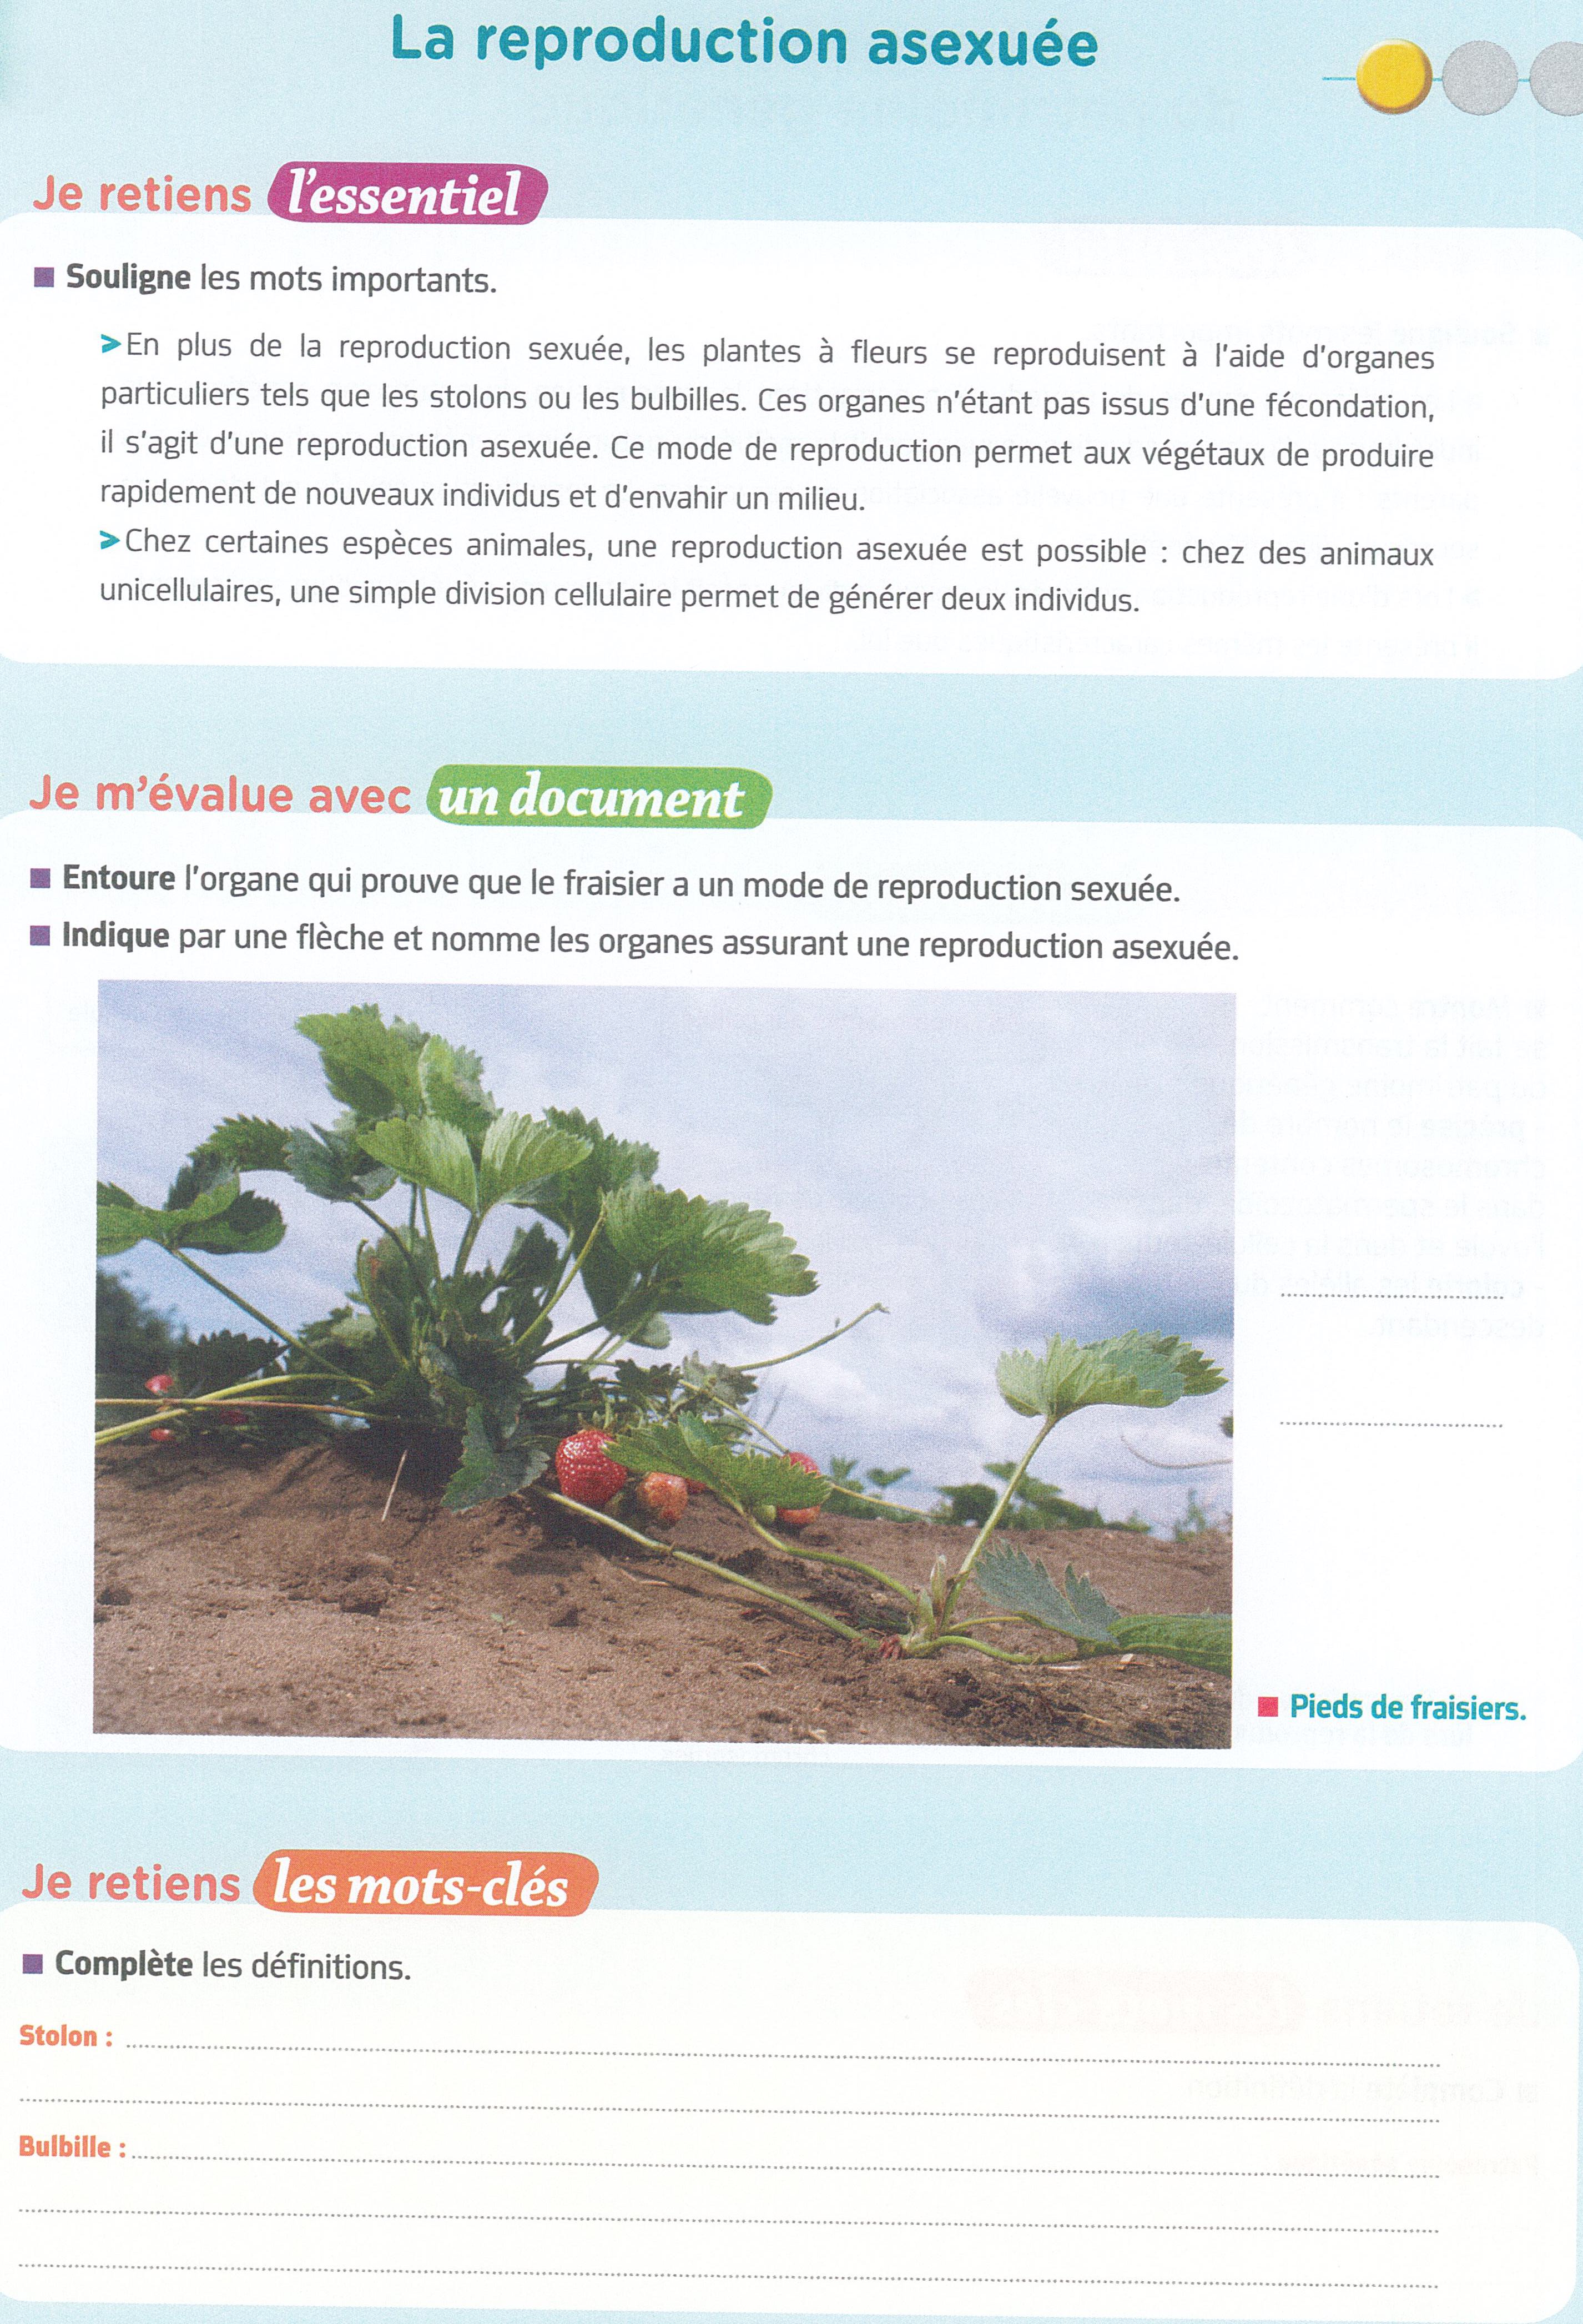 La reproduction asexuée
Je retiens l'essentiel
Souligne les mots importants.
> En plus de la reproduction sexuée, les plantes à fleurs se reproduisent à l'aide d'organes
particuliers tels que les stolons ou les bulbilles. Ces organes n'étant pas issus d'une fécondation,
il s'agit d'une reproduction asexuée. Ce mode de reproduction permet aux végétaux de produire
rapidement de nouveaux individus et d'envahir un milieu.
> Chez certaines espèces animales, une reproduction asexuée est possible : chez des animaux
unicellulaires, une simple division cellulaire permet de générer deux individus.
Je m'évalue avec un document
Entoure l'organe qui prouve que le fraisier a un mode de reproduction sexuée.
Indique par une flèche et nomme les organes assurant une reproduction asexuée.
Pieds de fraisiers.
Je retiens les mots-clés
Complète les définitions.
Stolon :
Bulbille :